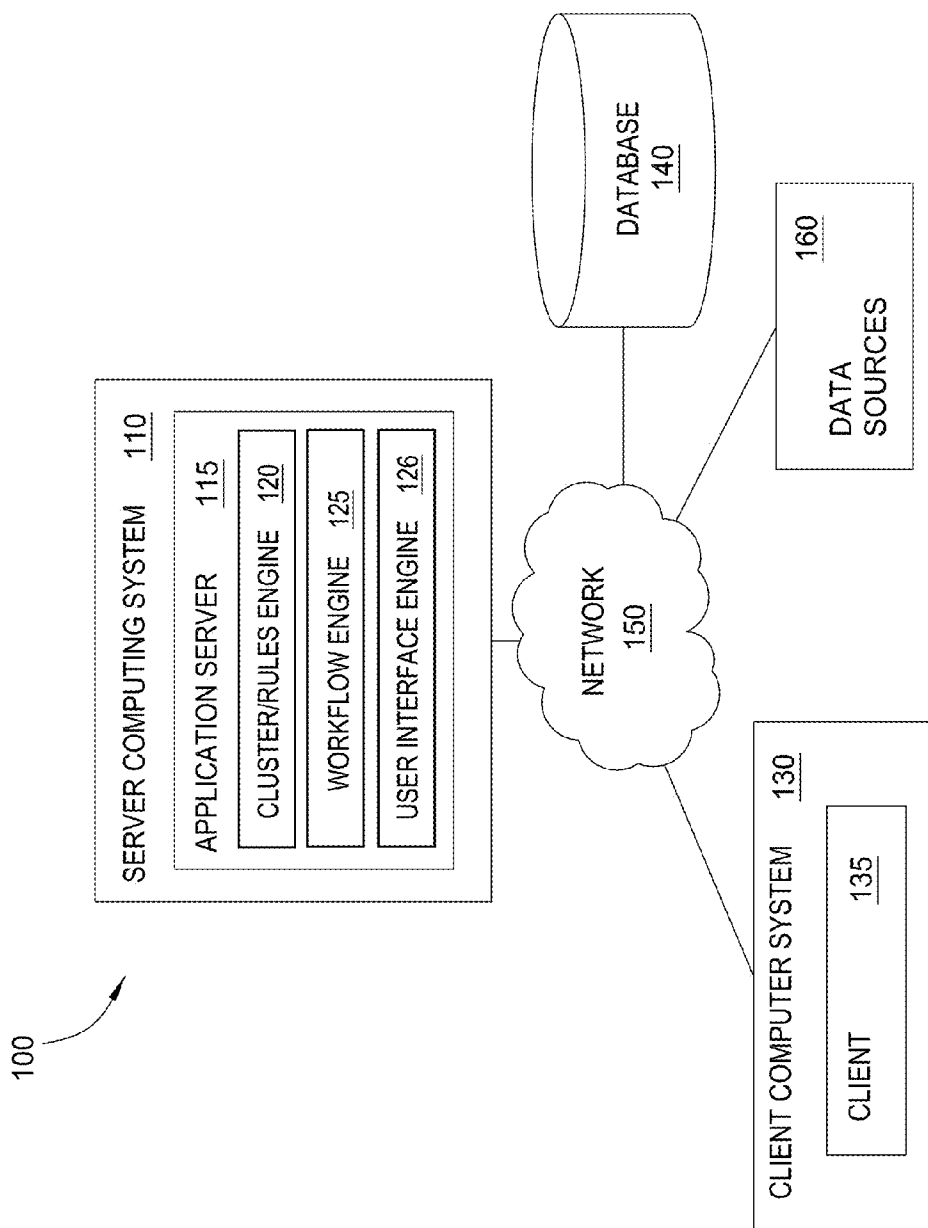 100
SERVER COMPUTING SYSTEM 110
APPLICATION SERVER 115
CLUSTER/RULES ENGINE 120
WORKFLOW ENGINE 125
USER INTERFACE ENGINE 126
NETWORK
150
DATABASE
140
CLIENT COMPUTER SYSTEM 130
CLIENT 135
DATA
SOURCES
160